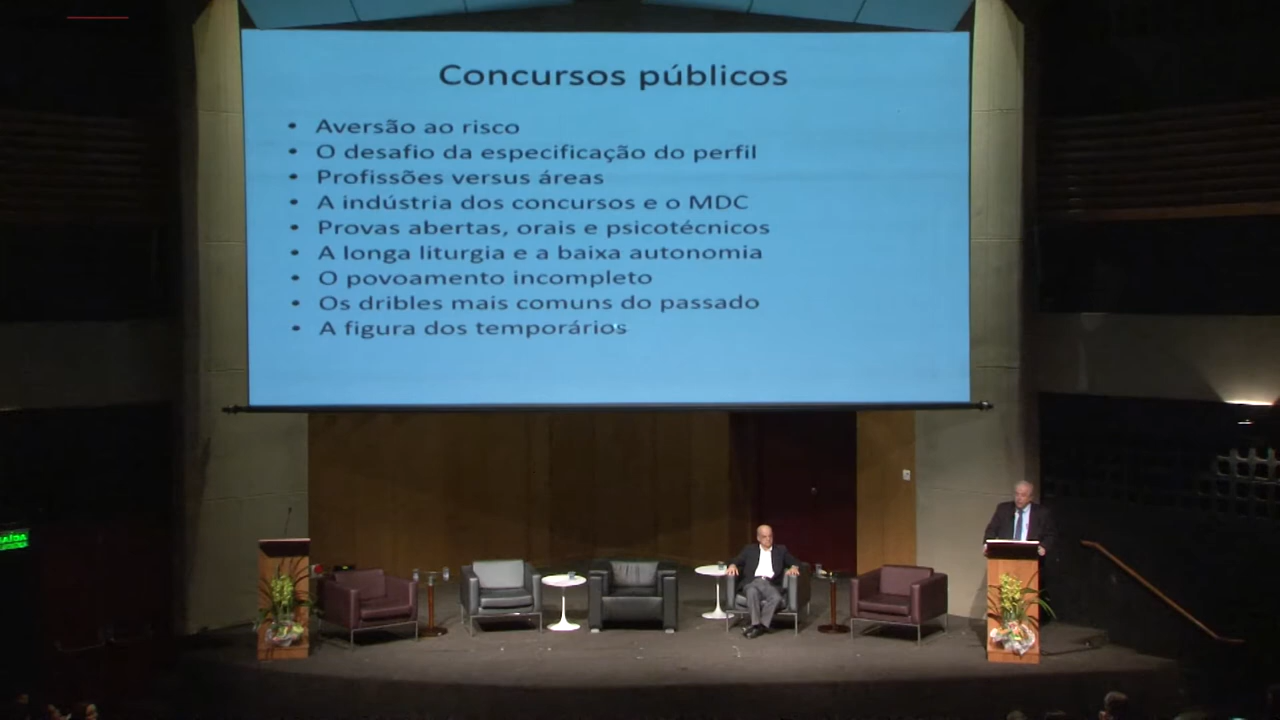 Concursos públicos
• Aversão ao risco
• O desafio da especificação do perfil
• Profissões versus áreas
• A indústria dos concursos e o MDC
• Provas abertas, orais e psicotécnicos
• A longa liturgia e a baixa autonomia
• O povoamento incompleto
• Os dribles mais comuns do passado
• A figura dos temporários
SAÍDA